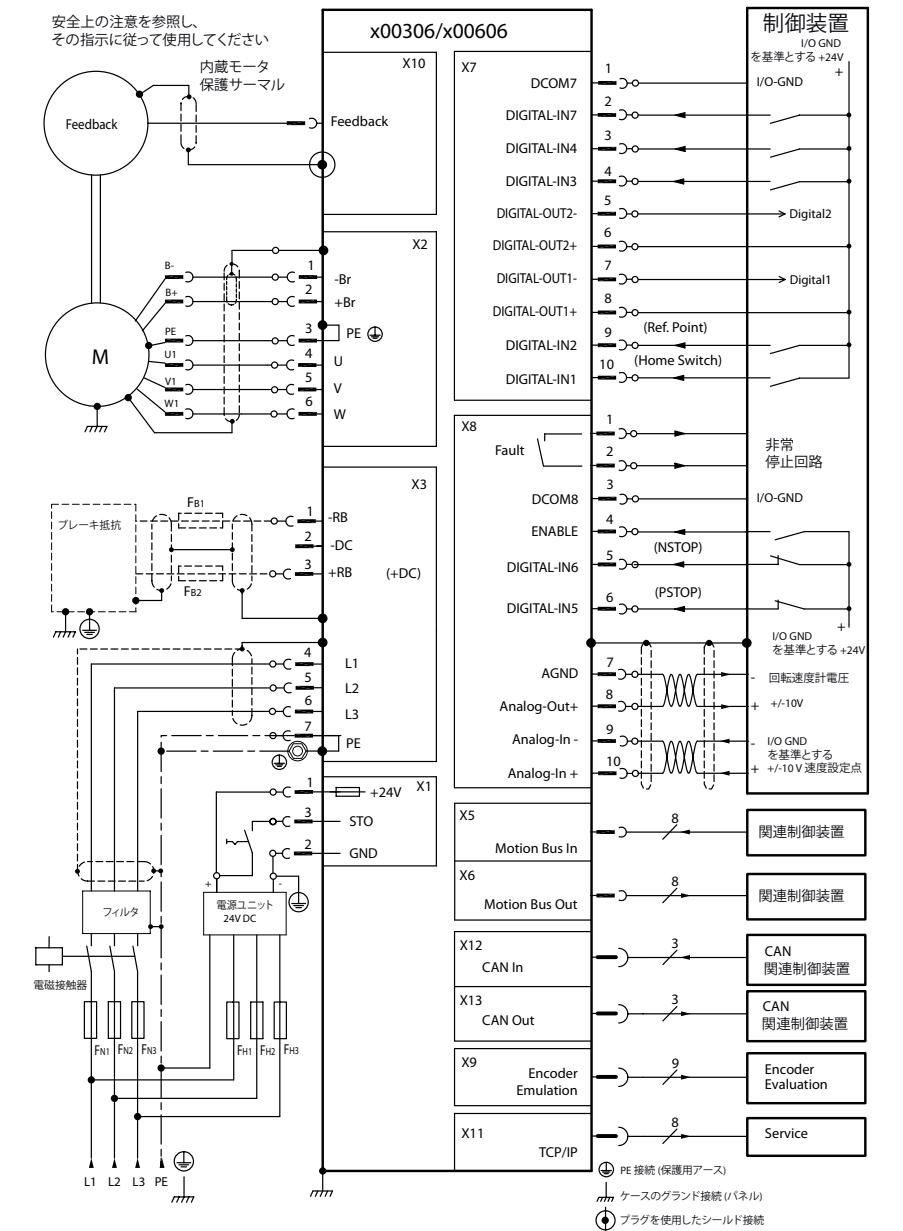 安全上の注意を参照し、
その指示に従って使用してください
x00306/x00606
制御装置
I/O GND
を基準とする +24V
+
内蔵モータ
保護サーマル
X10
Feedback
Feedback
X7
DCOM7
1
I/O-GND
DIGITAL-IN7
2
DIGITAL-IN4
3
DIGITAL-IN3
4
DIGITAL-OUT2-
5
Digital2
DIGITAL-OUT2+
6
DIGITAL-OUT1-
7
Digital1
DIGITAL-OUT1+
8
DIGITAL-IN2
9
(Ref. Point)
DIGITAL-IN1
10
(Home Switch)
X2
B-
1
-Br
B+
2
+Br
PE
3
PE
U1
4
U
V1
5
V
W1
6
W
M
X8
Fault
1
2
非常
停止回路
DCOM8
3
I/O-GND
ENABLE
4
DIGITAL-IN6
5
(NSTOP)
DIGITAL-IN5
6
(PSTOP)
+
I/O GND
を基準とする +24V
AGND
7
-
回転速度計電圧
Analog-Out+
8
+
+/-10V
Analog-In -
9
-
I/O GND
を基準とする
Analog-In +
10
+
+/-10 V 速度設定点
X3
ブレーキ抵抗
FB1
1
-RB
2
-DC
3
+RB
(+DC)
FB2
4
L1
5
L2
6
L3
7
PE
X1
1
+24V
3
STO
2
GND
+
-
電源ユニット
24V DC
フィルタ
電磁接触器
FN1
FN2
FN3
FH1
FH2
FH3
L1
L2
L3
PE
X5
Motion Bus In
8
関連制御装置
X6
Motion Bus Out
8
関連制御装置
X12
CAN In
3
CAN
関連制御装置
X13
CAN Out
3
CAN
関連制御装置
X9
Encoder
Emulation
9
Encoder
Evaluation
X11
TCP/IP
8
Service
PE 接続 (保護用アース)
ケースのグランド接続 (パネル)
プラグを使用したシールド接続